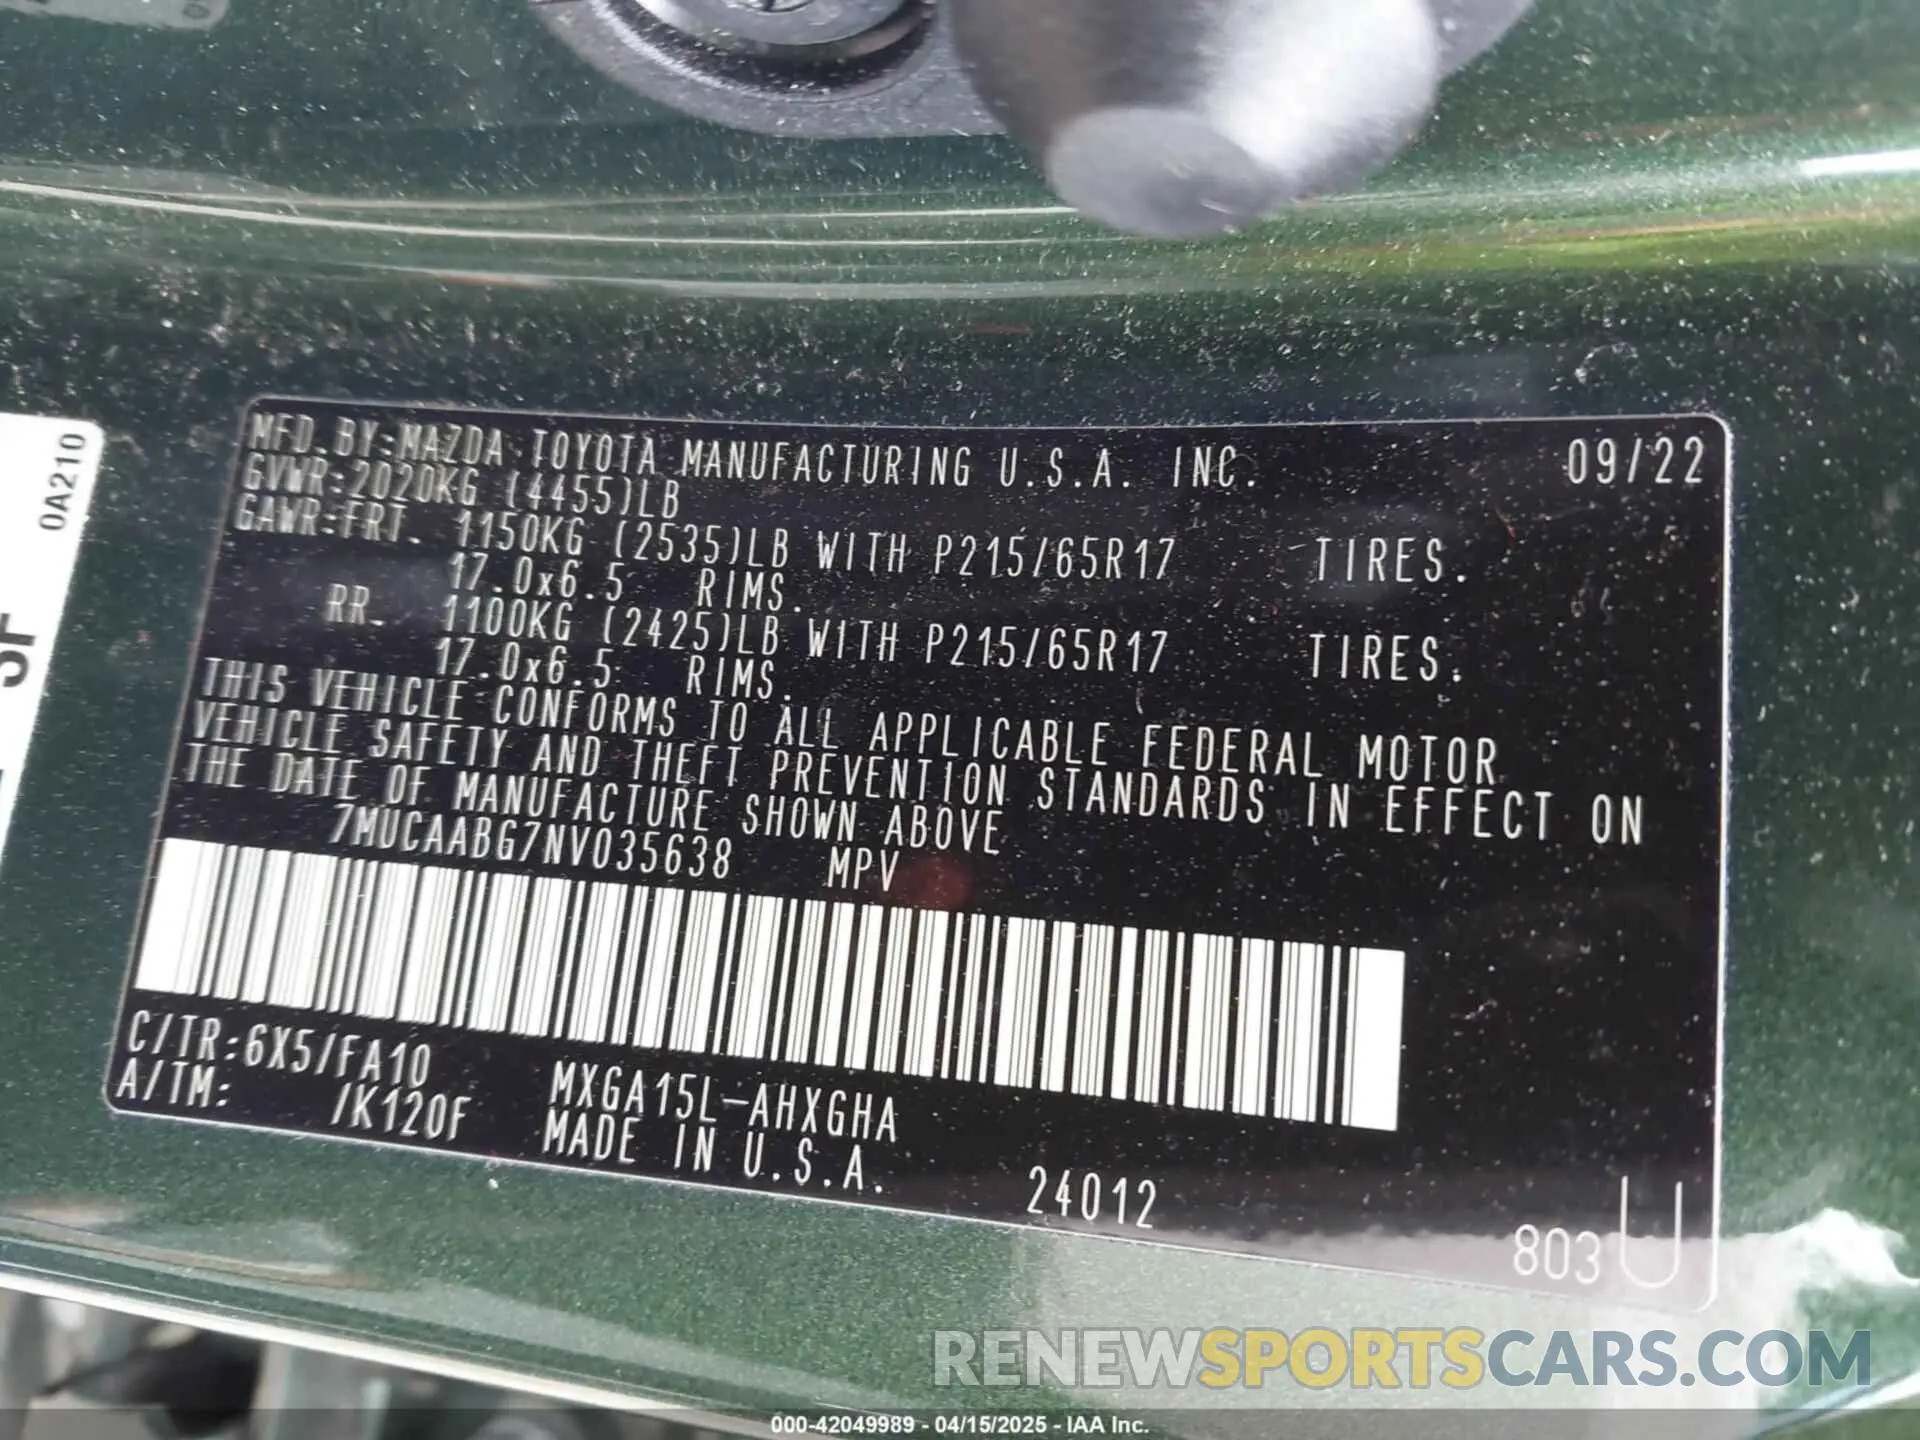 0A210
MFD. BY:MAZDA TOYOTA MANUFACTURING U.S.A. INC. 09/22
GVWR:2020KG (4455)LB
GAWR:FRT. 1150KG (2535)LB WITH P215/65R17 TIRES.
17.0x6.5 RIMS.
RR. 1100KG (2425)LB WITH P215/65R17 TIRES.
17.0x6.5 RIMS.
THIS VEHICLE CONFORMS TO ALL APPLICABLE FEDERAL MOTOR
VEHICLE SAFETY AND THEFT PREVENTION STANDARDS IN EFFECT ON
THE DATE OF MANUFACTURE SHOWN ABOVE
7MUCAABG7NV035638 MPV
C/TR:6X5/FA10
A/TM: /K120F
MXGA15L-AHXGHA
MADE IN U.S.A.
24012
803 U
RENEWSPORTSCARS.COM
000-42049989 - 04/15/2025 - IAA Inc.